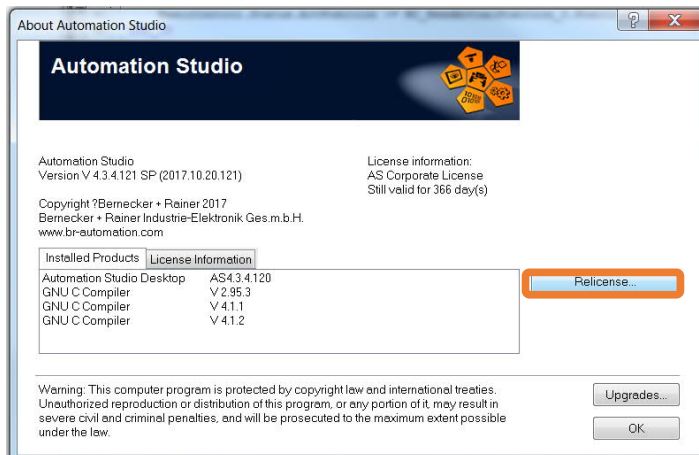 About Automation Studio
Automation Studio
Automation Studio
Version V 4.3.4.121 SP (2017.10.20.121)
License information:
AS Corporate License
Still valid for 366 day(s)
Copyright ?Bernecker + Rainer 2017
Bernecker + Rainer Industrie-Elektronik Ges.m.b.H.
www.br-automation.com
Installed Products
License Information
Automation Studio Desktop AS4.3.4.120
GNU C Compiler V 2.95.3
GNU C Compiler V 4.1.1
GNU C Compiler V 4.1.2
Relicense...
Warning: This computer program is protected by copyright law and international treaties.
Unauthorized reproduction or distribution of this program, or any portion of it, may result in
severe civil and criminal penalties, and will be prosecuted to the maximum extent possible
under the law.
Upgrades...
OK